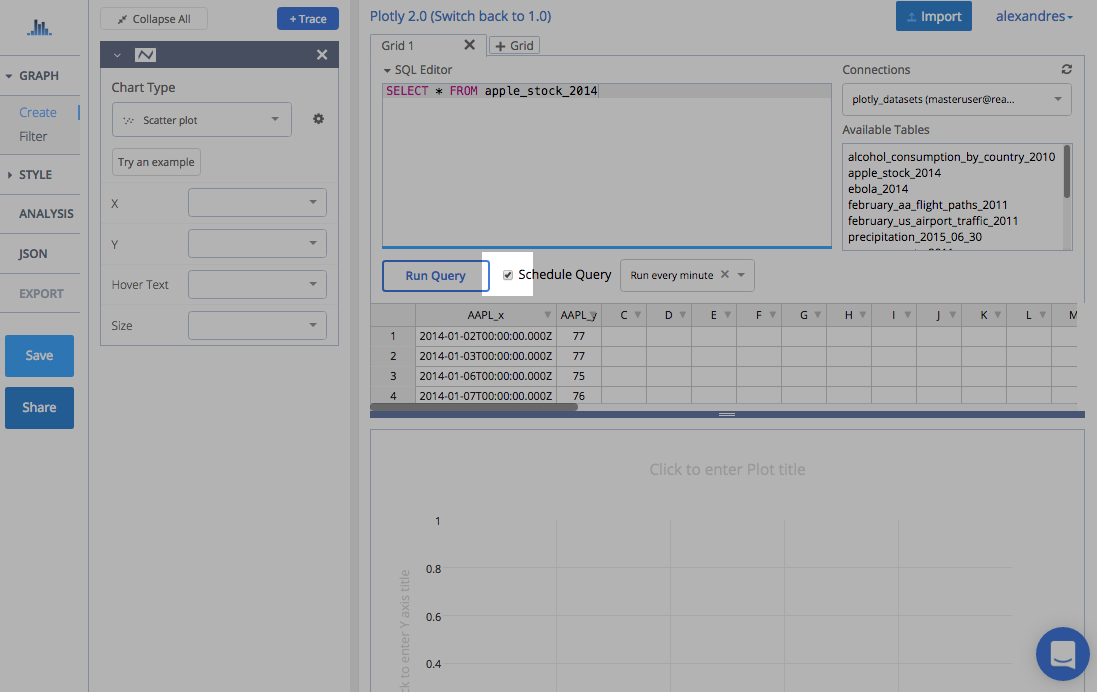 Collapse All
+ Trace
Plotly 2.0 (Switch back to 1.0)
Import
alexandres
Grid 1
+ Grid
GRAPH
Create
Filter
STYLE
ANALYSIS
JSON
EXPORT
Save
Share
Chart Type
Scatter plot
Try an example
X
Y
Hover Text
Size
SQL Editor
SELECT * FROM apple_stock_2014
Connections
plotly_datasets (masteruser@rea...
Available Tables
alcohol_consumption_by_country_2010
apple_stock_2014
ebola_2014
february_aa_flight_paths_2011
february_us_airport_traffic_2011
precipitation_2015_06_30
Run Query
Schedule Query
Run every minute
AAPL_x AAPL_y C D E F G H I J K L M
1 2014-01-02T00:00:00.000Z 77
2 2014-01-03T00:00:00.000Z 77
3 2014-01-06T00:00:00.000Z 75
4 2014-01-07T00:00:00.000Z 76
Click to enter Plot title
1
0.8
0.6
0.4
ck to enter Y axis title